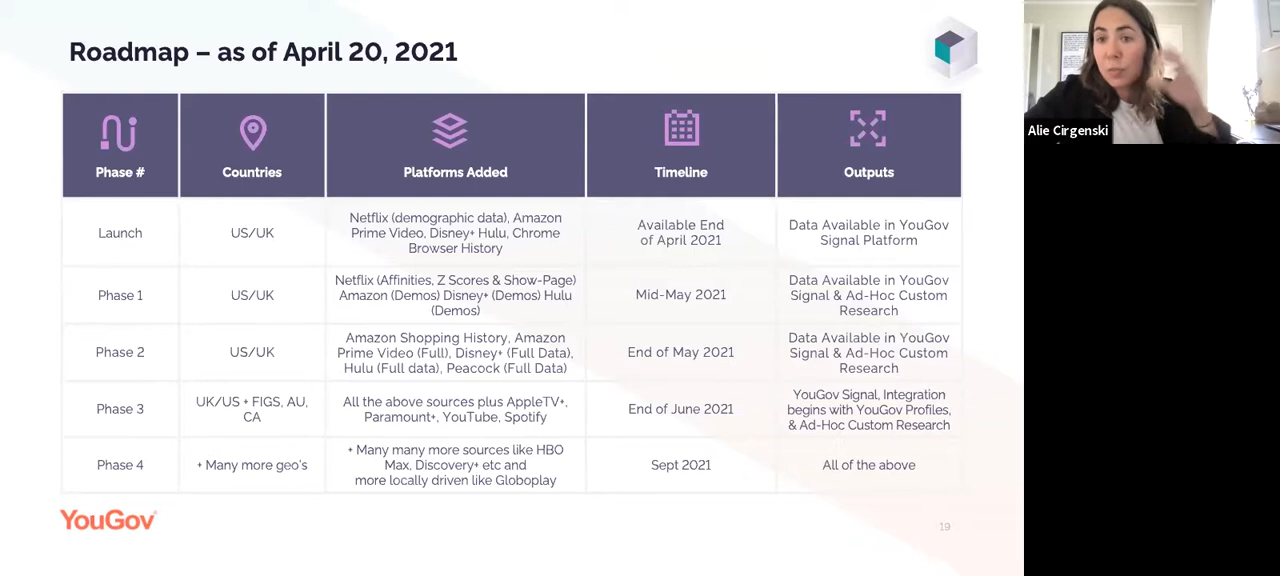 Roadmap – as of April 20, 2021
Phase #
Countries
Platforms Added
Timeline
Outputs
Launch
US/UK
Netflix (demographic data), Amazon
Prime Video, Disney+ Hulu, Chrome
Browser History
Available End
of April 2021
Data Available in YouGov
Signal Platform
Phase 1
US/UK
Netflix (Affinities, Z Scores & Show-Page)
Amazon (Demos) Disney+ (Demos) Hulu
(Demos)
Mid-May 2021
Data Available in YouGov
Signal & Ad-Hoc Custom
Research
Phase 2
US/UK
Amazon Shopping History, Amazon
Prime Video (Full), Disney+ (Full Data),
Hulu (Full data), Peacock (Full Data)
End of May 2021
Data Available in YouGov
Signal & Ad-Hoc Custom
Research
Phase 3
UK/US + FIGS, AU,
CA
All the above sources plus AppleTV+,
Paramount+, YouTube, Spotify
End of June 2021
YouGov Signal, Integration
begins with YouGov Profiles,
& Ad-Hoc Custom Research
Phase 4
+ Many more geo's
+ Many many more sources like HBO
Max, Discovery+ etc and
more locally driven like Globoplay
Sept 2021
All of the above
YouGov
19
Alie Cirgenski